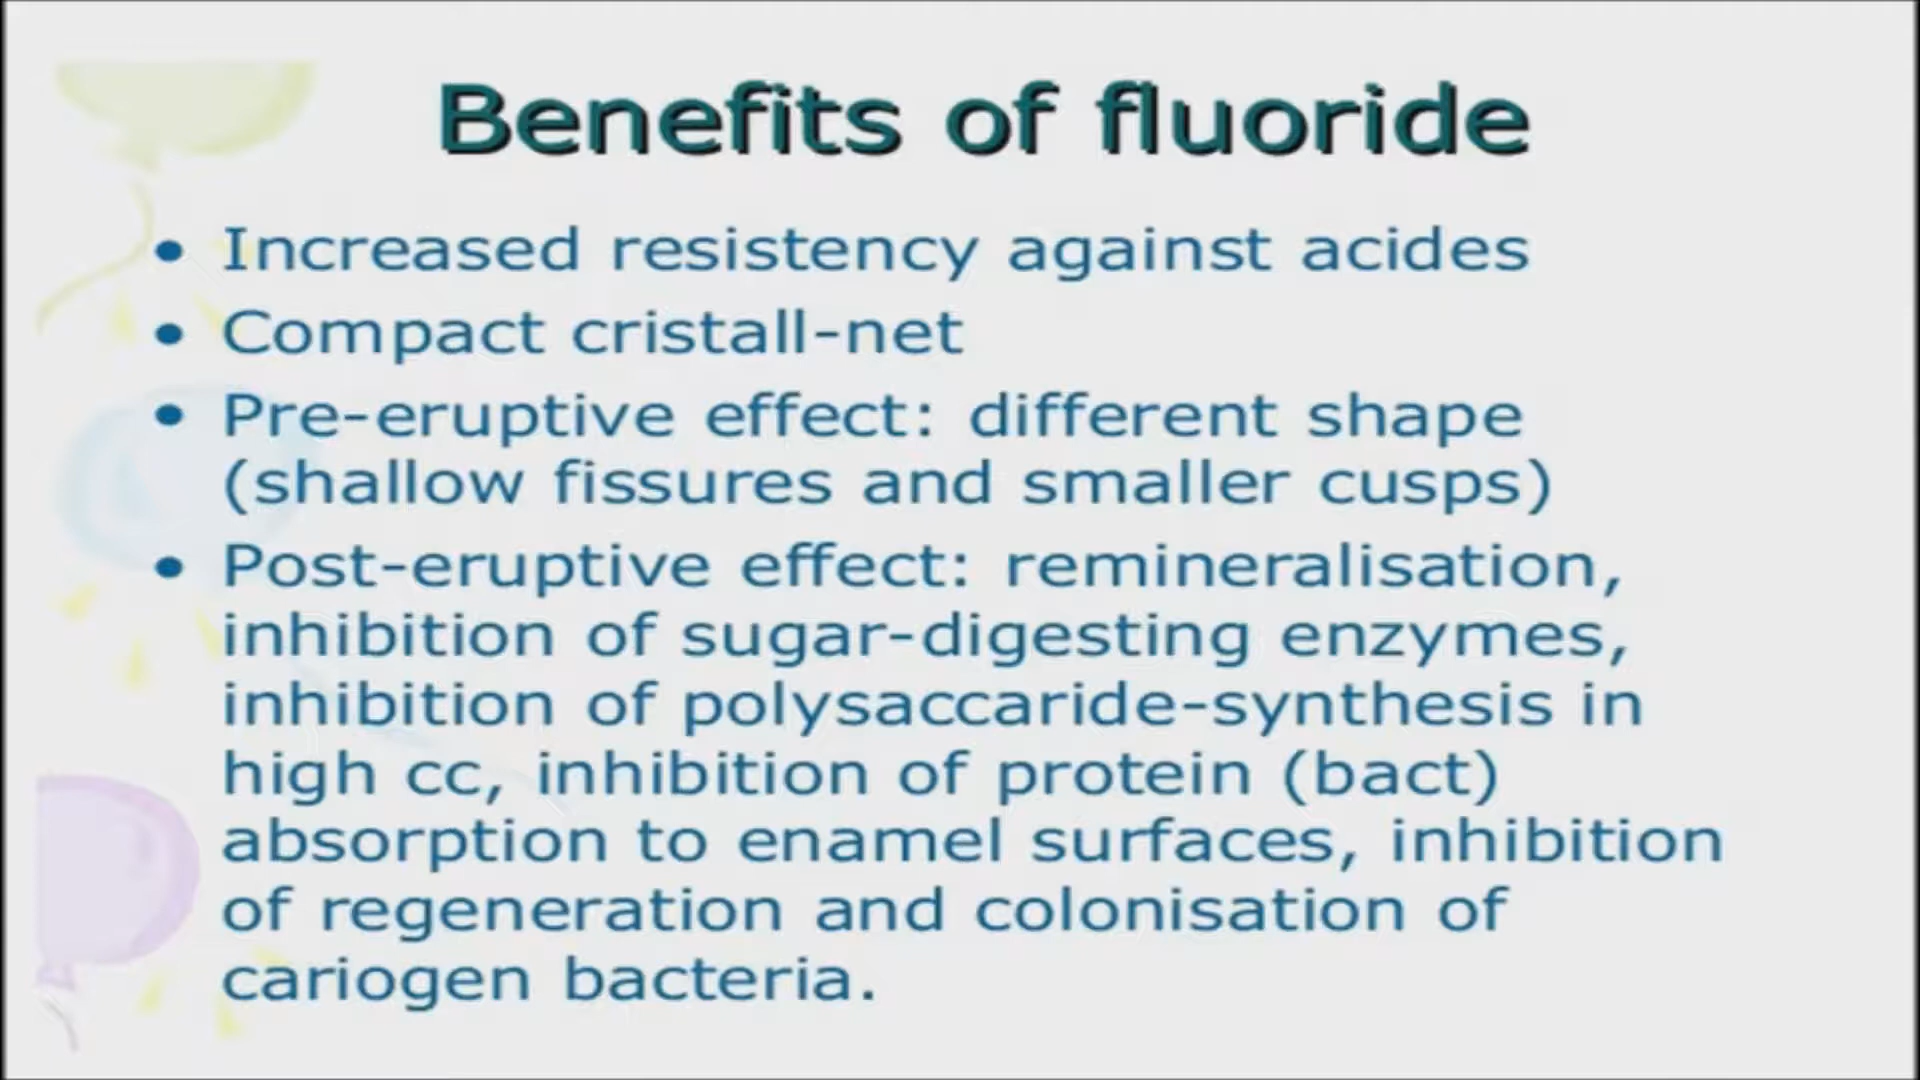 Benefits of fluoride
• Increased resistency against acides
• Compact cristall-net
• Pre-eruptive effect: different shape
(shallow fissures and smaller cusps)
• Post-eruptive effect: remineralisation,
inhibition of sugar-digesting enzymes,
inhibition of polysaccaride-synthesis in
high cc, inhibition of protein (bact)
absorption to enamel surfaces, inhibition
of regeneration and colonisation of
cariogen bacteria.